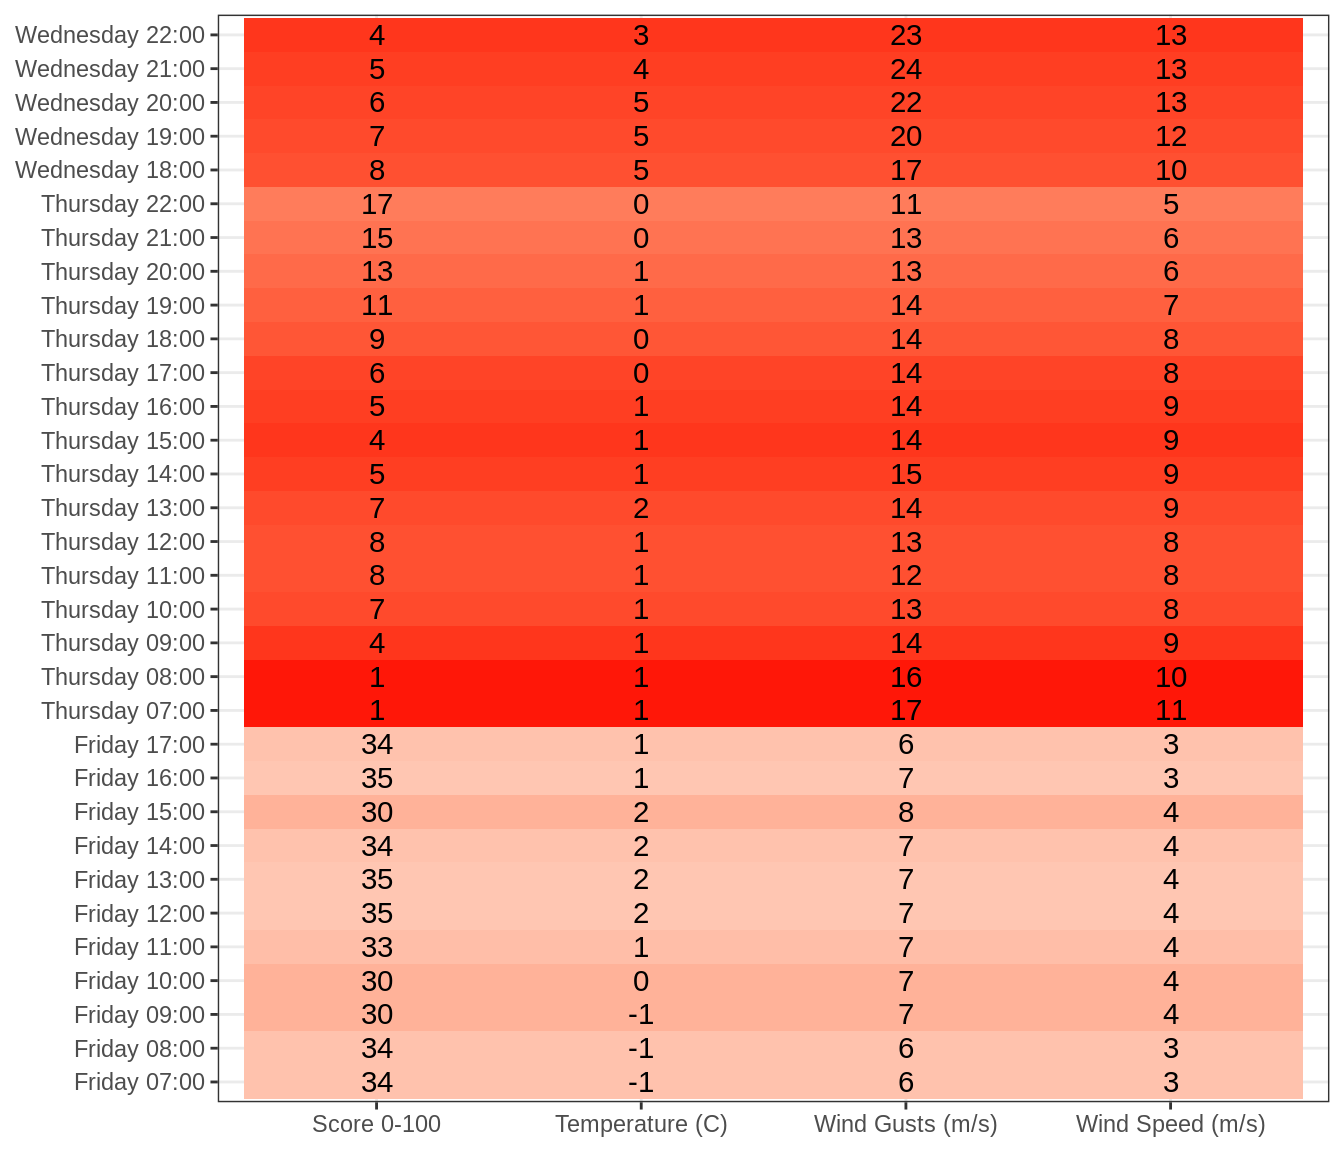 Wednesday 22:00 4 3 23 13
Wednesday 21:00 5 4 24 13
Wednesday 20:00 6 5 22 13
Wednesday 19:00 7 5 20 12
Wednesday 18:00 8 5 17 10
Thursday 22:00 17 0 11 5
Thursday 21:00 15 0 13 6
Thursday 20:00 13 1 13 6
Thursday 19:00 11 1 14 7
Thursday 18:00 9 0 14 8
Thursday 17:00 6 0 14 8
Thursday 16:00 5 1 14 9
Thursday 15:00 4 1 14 9
Thursday 14:00 5 1 15 9
Thursday 13:00 7 2 14 9
Thursday 12:00 8 1 13 8
Thursday 11:00 8 1 12 8
Thursday 10:00 7 1 13 8
Thursday 09:00 4 1 14 9
Thursday 08:00 1 1 16 10
Thursday 07:00 1 1 17 11
Friday 17:00 34 1 6 3
Friday 16:00 35 1 7 3
Friday 15:00 30 2 8 4
Friday 14:00 34 2 7 4
Friday 13:00 35 2 7 4
Friday 12:00 35 2 7 4
Friday 11:00 33 1 7 4
Friday 10:00 30 0 7 4
Friday 09:00 30 -1 7 4
Friday 08:00 34 -1 6 3
Friday 07:00 34 -1 6 3
Score 0-100 Temperature (C) Wind Gusts (m/s) Wind Speed (m/s)